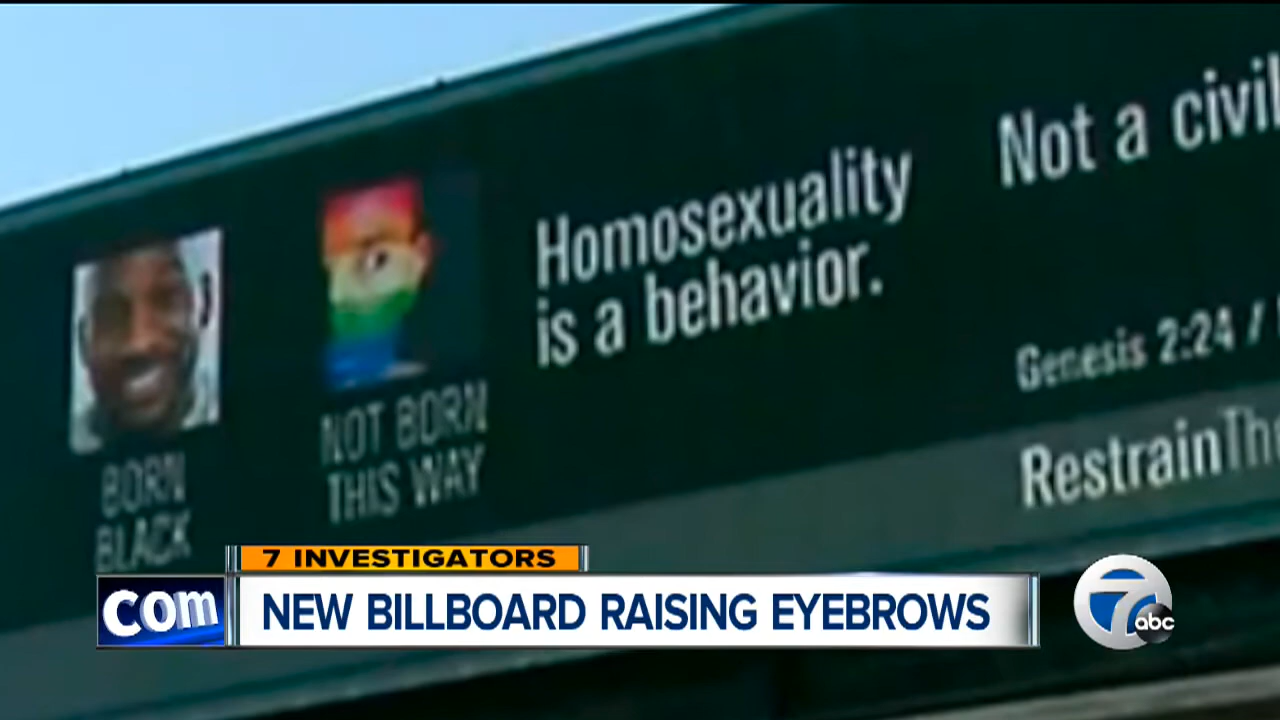 Not a civil
Homosexuality
is a behavior.
Genesis 2:24 /
BORN
BLACK
NOT BORN
THIS WAY
RestrainThe
7 INVESTIGATORS
com
NEW BILLBOARD RAISING EYEBROWS
7
abc